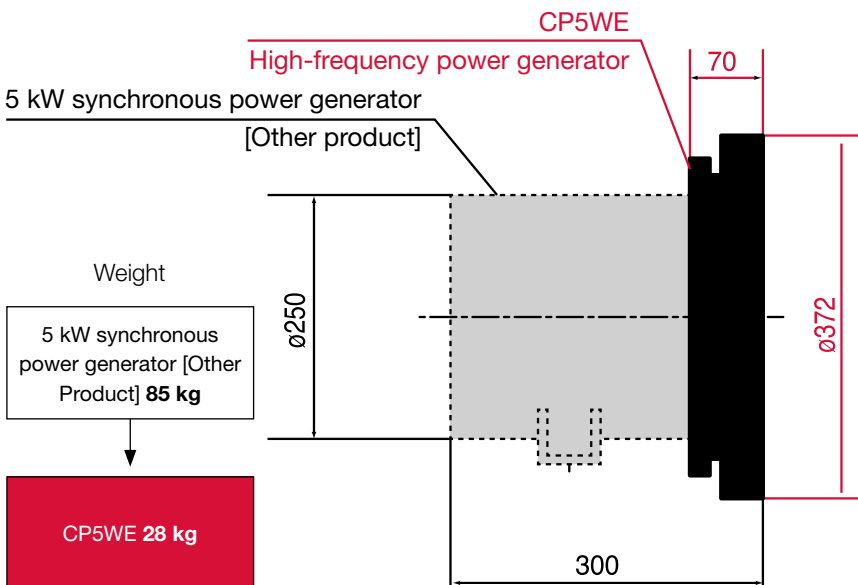 CP5WE
High-frequency power generator
70
5 kW synchronous power generator
[Other product]
ø250
ø372
Weight
5 kW synchronous
power generator [Other
Product] 85 kg
CP5WE 28 kg
300